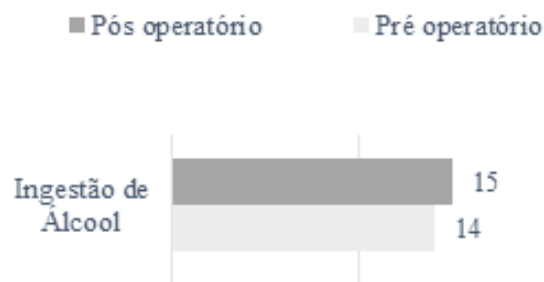 Pós operatório Pré operatório
Ingestão de
Álcool
15
14